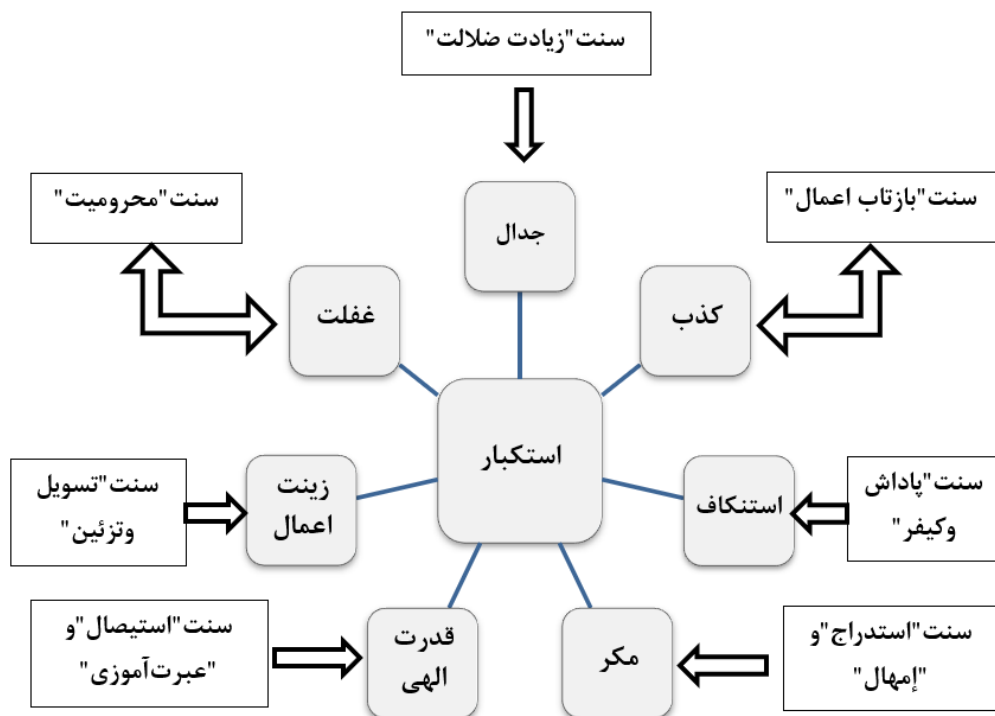 سنت"زیادت ضلالت"
سنت"محرومیت"
سنت"بازتاب اعمال"
جدال
غفلت
کذب
استکبار
سنت"تسویل
وتزئین"
زینت
اعمال
استنکاف
سنت"پاداش
وکیفر"
سنت"استیصال"و
"عبرت‌آموزی"
قدرت
الهی
مکر
سنت"استدراج"و
"إمهال"